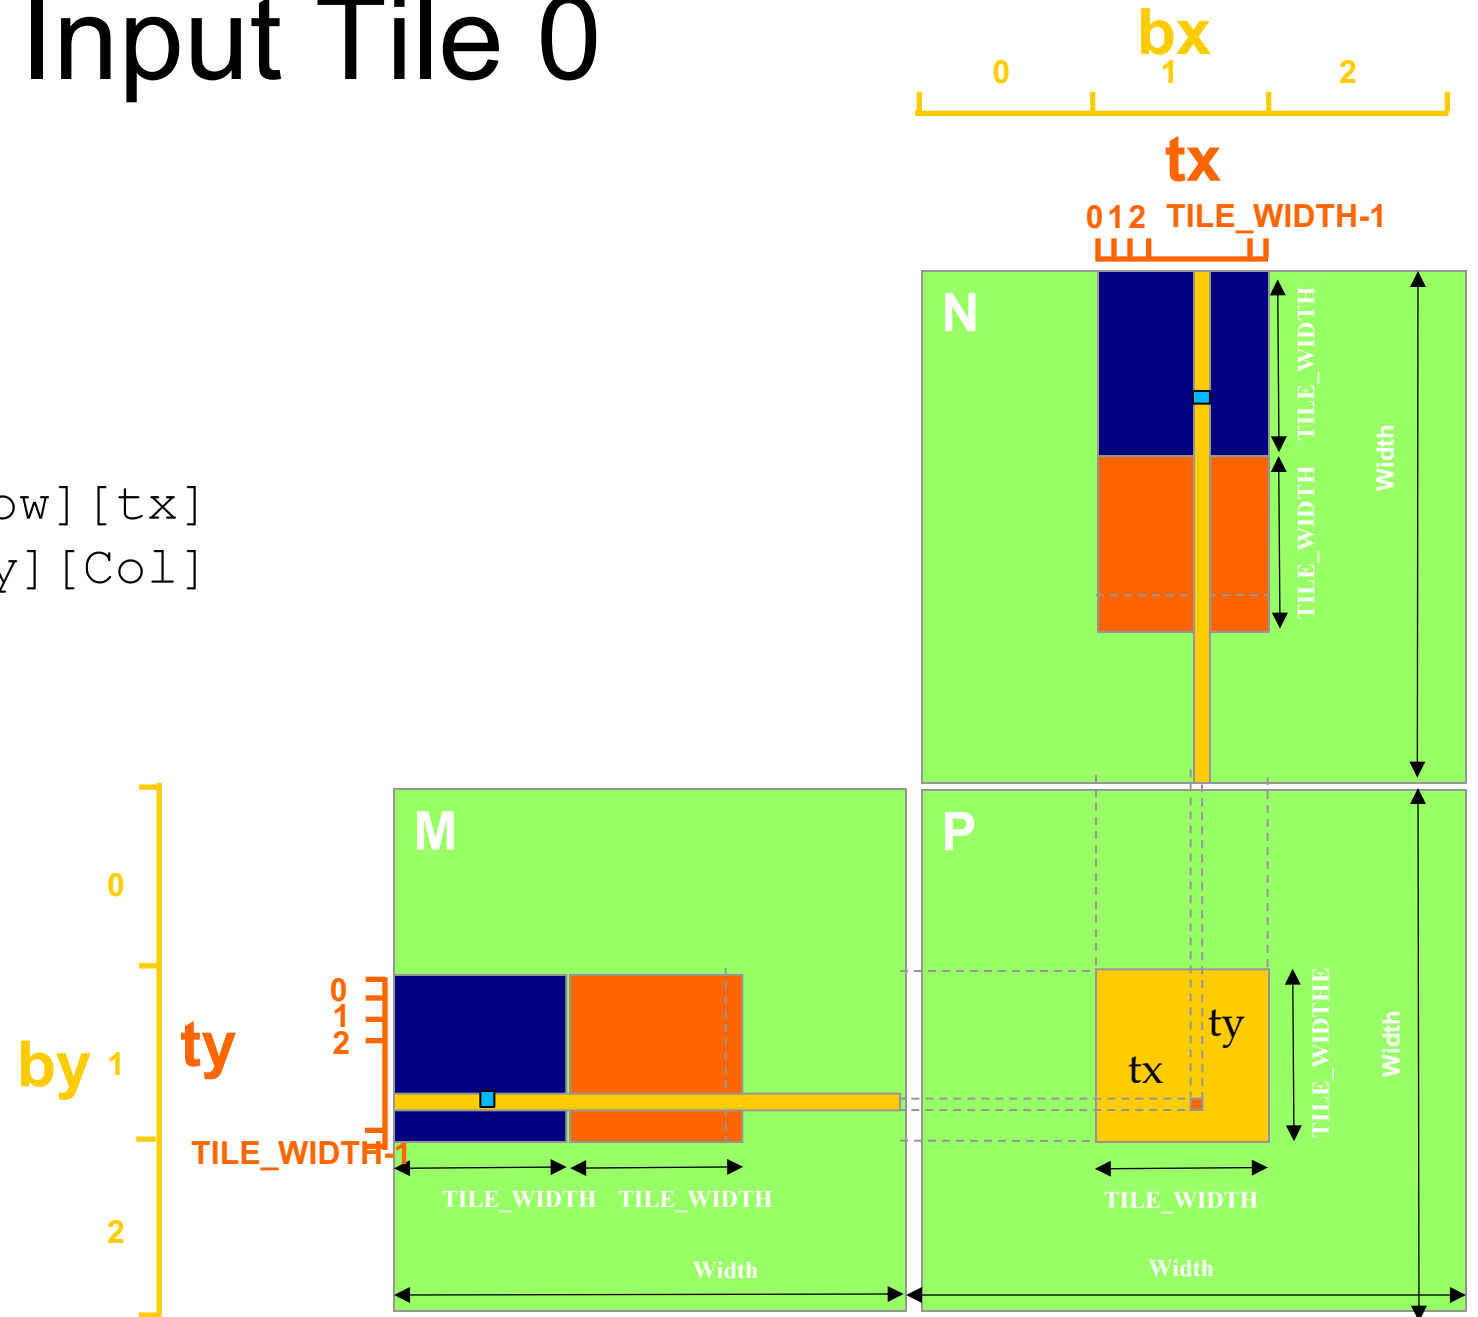 Input Tile 0
bx
0 1 2
tx
0 1 2 TILE_WIDTH-1
N
TILE_WIDTH
TILE_WIDTH
Width
ow][tx]
y][Col]
M
P
by
0
1
2
ty
0
1
2
TILE_WIDTH-1
TILE_WIDTH TILE_WIDTH
Width
ty
tx
TILE_WIDTHE
Width
TILE_WIDTH
Width